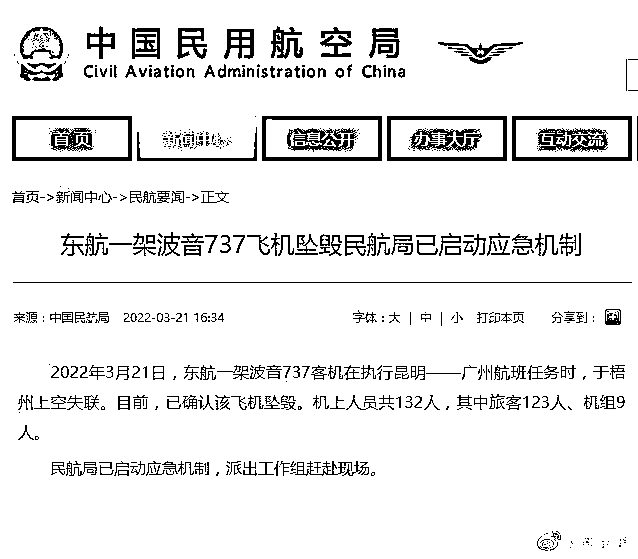 中国民用航空局
Civil Aviation Administration of China
首页 新闻中心 信息公开 办事大厅 互动交流
首页->新闻中心->民航要闻->正文
东航一架波音737飞机坠毁民航局已启动应急机制
来源：中国民航局 2022-03-21 16:34 字体：大 | 中 | 小 打印本页 分享到：
2022年3月21日，东航一架波音737客机在执行昆明——广州航班任务时，于梧
州上空失联。目前，已确认该飞机坠毁。机上人员共132人，其中旅客123人、机组9
人。
民航局已启动应急机制，派出工作组赶赴现场。